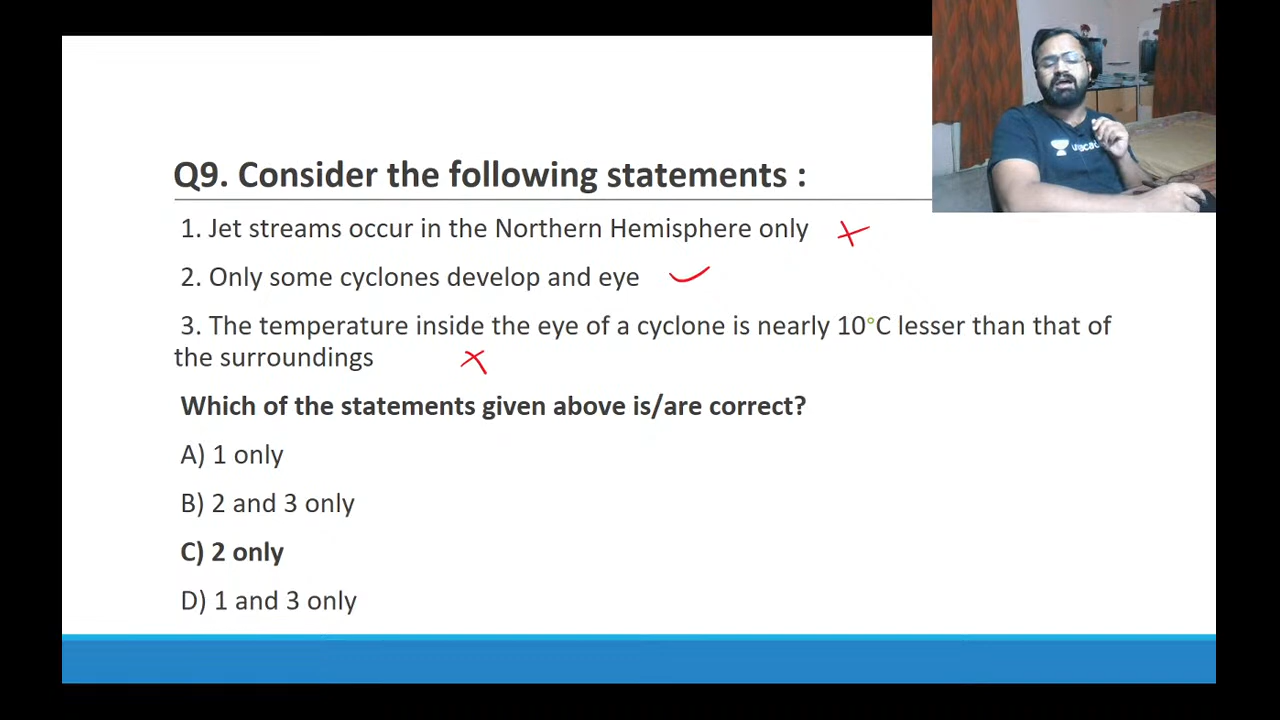 Q9. Consider the following statements :
1. Jet streams occur in the Northern Hemisphere only
2. Only some cyclones develop and eye
3. The temperature inside the eye of a cyclone is nearly 10°C lesser than that of
the surroundings
Which of the statements given above is/are correct?
A) 1 only
B) 2 and 3 only
C) 2 only
D) 1 and 3 only